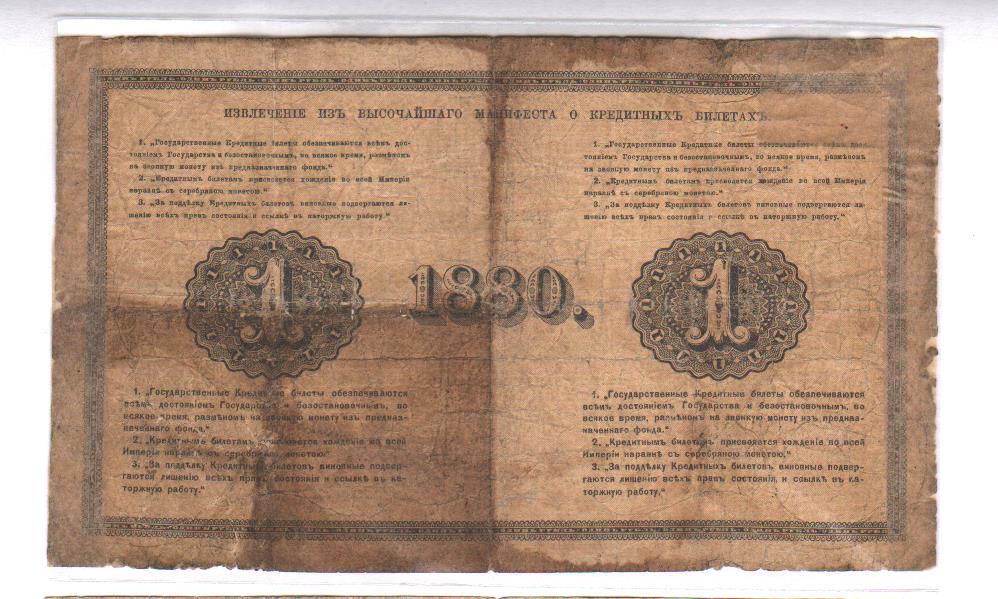 ИЗВЛЕЧЕНІЕ ИЗЪ ВЫСОЧАЙШАГО МАНИФЕСТА О КРЕДИТНЫХЪ БИЛЕТАХЪ.
1. „Государственные Кредитные билеты обезпечиваются всѣмъ дос-
тояніемъ Государства и безостановочнымъ, во всякое время, размѣномъ
на звонкую монету изъ предназначеннаго фонда.“
2. „Кредитнымъ билетамъ присвояется хожденіе во всей Имперіи
наравнѣ съ серебряною монетою.“
3. „За поддѣлку Кредитныхъ билетовъ виновные подвергаются ли-
шенію всѣхъ правъ состоянія и ссылкѣ въ каторжную работу.“
1. „Государственные Кредитные билеты обезпечиваются всѣмъ дос-
тояніемъ Государства и безостановочнымъ, во всякое время, размѣномъ
на звонкую монету изъ предназначеннаго фонда.“
2. „Кредитнымъ билетамъ присвояется хожденіе во всей Имперіи
наравнѣ съ серебряною монетою.“
3. „За поддѣлку Кредитныхъ билетовъ виновные подвергаются ли-
шенію всѣхъ правъ состоянія и ссылкѣ въ каторжную работу.“
1
1880.
1
1. „Государственные Кредитные билеты обезпечиваются
всѣмъ достояніемъ Государства и безостановочнымъ, во
всякое время, размѣномъ на звонкую монету изъ предназ-
наченнаго фонда.“
2. „Кредитнымъ билетамъ присвояется хожденіе по всей
Имперіи наравнѣ съ серебряною монетою.“
3. „За поддѣлку Кредитныхъ билетовъ виновные подвер-
гаются лишенію всѣхъ правъ состоянія и ссылкѣ въ ка-
торжную работу.“
1. „Государственные Кредитные билеты обезпечиваются
всѣмъ достояніемъ Государства и безостановочнымъ, во
всякое время, размѣномъ на звонкую монету изъ предназ-
наченнаго фонда.“
2. „Кредитнымъ билетамъ присвояется хожденіе по всей
Имперіи наравнѣ съ серебряною монетою.“
3. „За поддѣлку Кредитныхъ билетовъ виновные подвер-
гаются лишенію всѣхъ правъ состоянія и ссылкѣ въ ка-
торжную работу.“